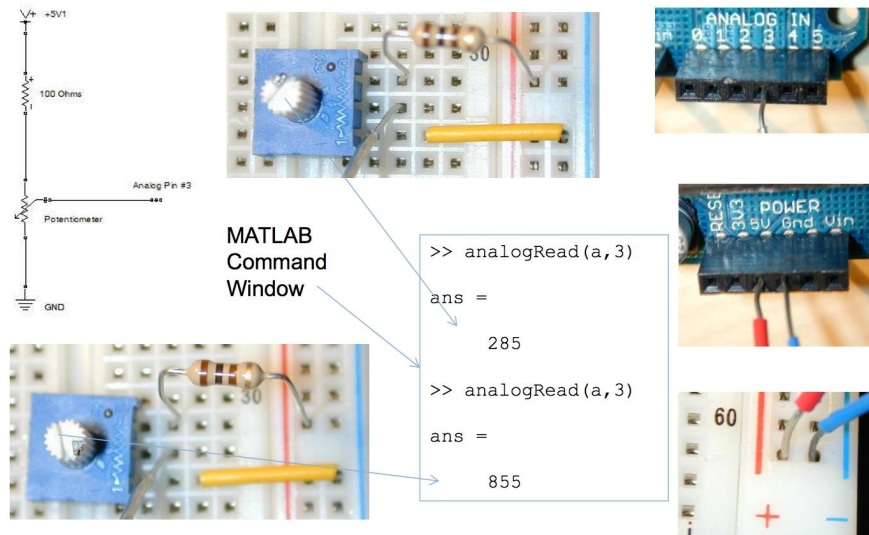 +5V1
100 Ohms
Analog Pin #3
Potentiometer
GND
30
ANALOG IN
0 1 2 3 4 5
RESE
3V3
POWER
5V Gnd Vin
MATLAB
Command
Window
>> analogRead(a,3)
ans =
285
>> analogRead(a,3)
ans =
855
30
60
+ −